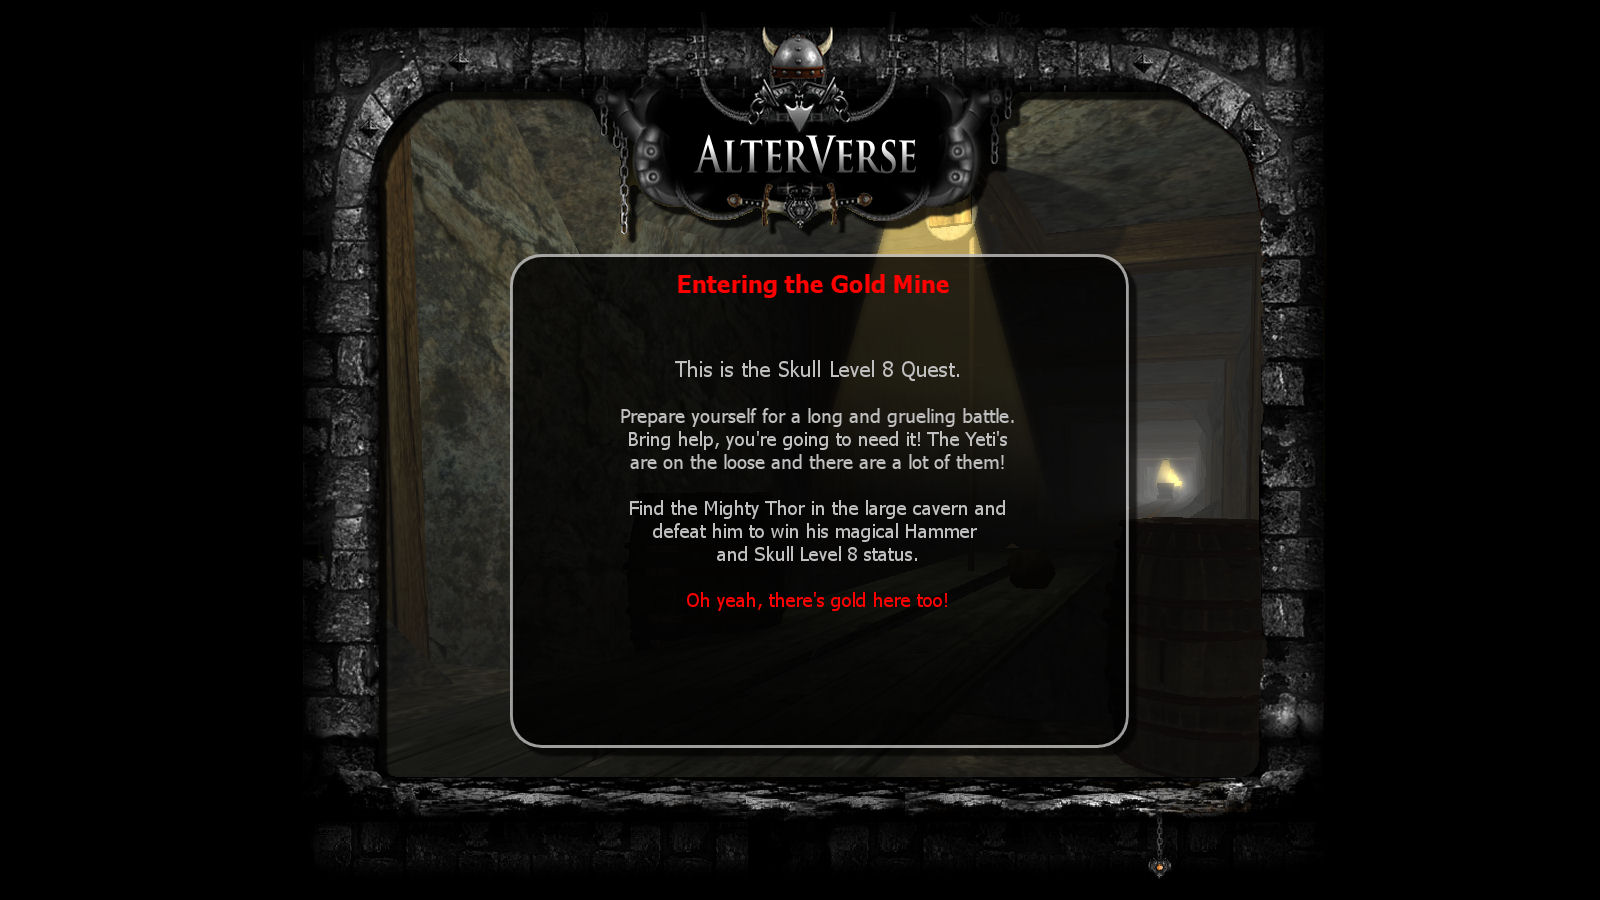 ALTERVERSE
Entering the Gold Mine
This is the Skull Level 8 Quest.
Prepare yourself for a long and grueling battle.
Bring help, you're going to need it! The Yeti's
are on the loose and there are a lot of them!
Find the Mighty Thor in the large cavern and
defeat him to win his magical Hammer
and Skull Level 8 status.
Oh yeah, there's gold here too!